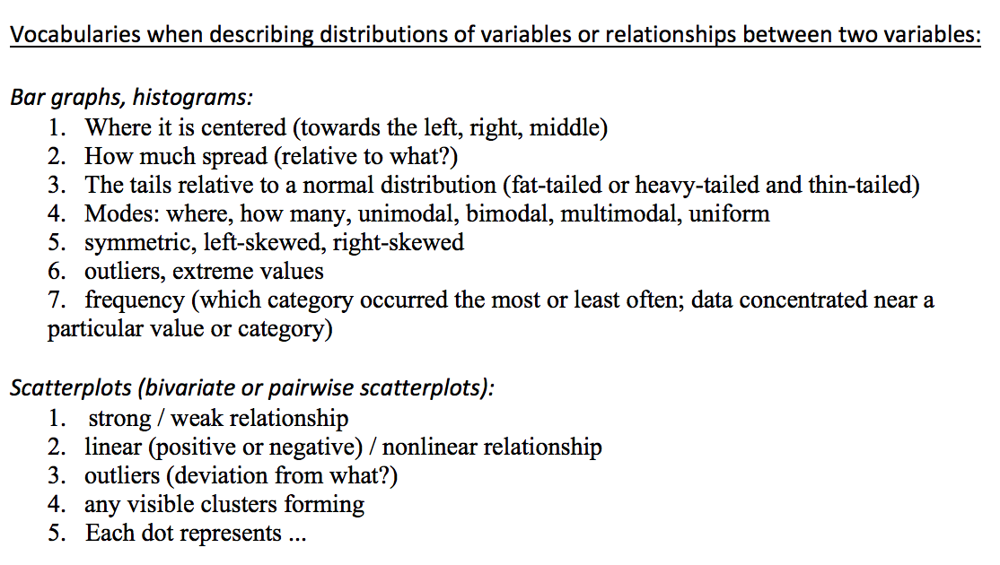 Vocabularies when describing distributions of variables or relationships between two variables:
Bar graphs, histograms:
1. Where it is centered (towards the left, right, middle)
2. How much spread (relative to what?)
3. The tails relative to a normal distribution (fat-tailed or heavy-tailed and thin-tailed)
4. Modes: where, how many, unimodal, bimodal, multimodal, uniform
5. symmetric, left-skewed, right-skewed
6. outliers, extreme values
7. frequency (which category occurred the most or least often; data concentrated near a
particular value or category)
Scatterplots (bivariate or pairwise scatterplots):
1. strong / weak relationship
2. linear (positive or negative) / nonlinear relationship
3. outliers (deviation from what?)
4. any visible clusters forming
5. Each dot represents ...